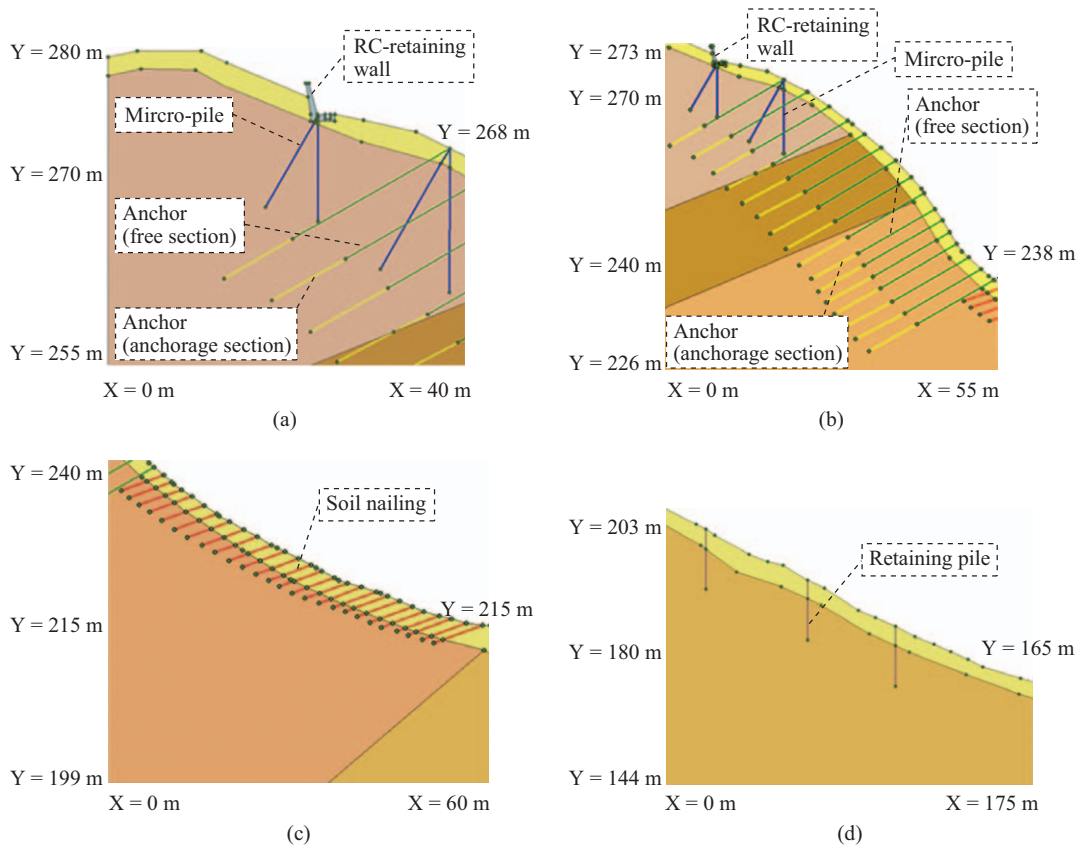 Y = 280 m
RC-retaining
wall
Mircro-pile
Y = 268 m
Y = 270 m
Anchor
(free section)
Anchor
(anchorage section)
Y = 255 m
X = 0 m
X = 40 m
(a)
Y = 273 m
RC-retaining
wall
Mircro-pile
Y = 270 m
Anchor
(free section)
Y = 240 m
Y = 238 m
Anchor
(anchorage section)
Y = 226 m
X = 0 m
X = 55 m
(b)
Y = 240 m
Soil nailing
Y = 215 m
Y = 215 m
Y = 199 m
X = 0 m
X = 60 m
(c)
Y = 203 m
Retaining pile
Y = 180 m
Y = 165 m
Y = 144 m
X = 0 m
X = 175 m
(d)